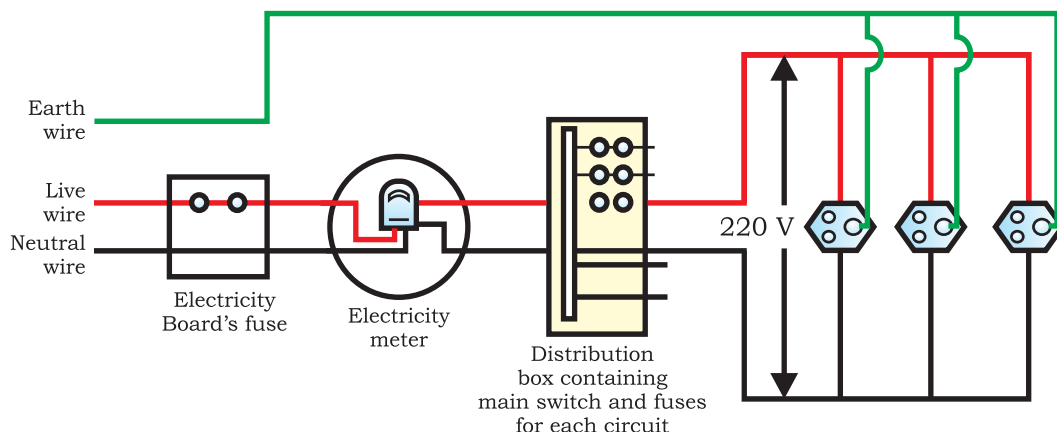 Earth
wire
Live
wire
Neutral
wire
Electricity
Board's fuse
Electricity
meter
Distribution
box containing
main switch and fuses
for each circuit
220 V